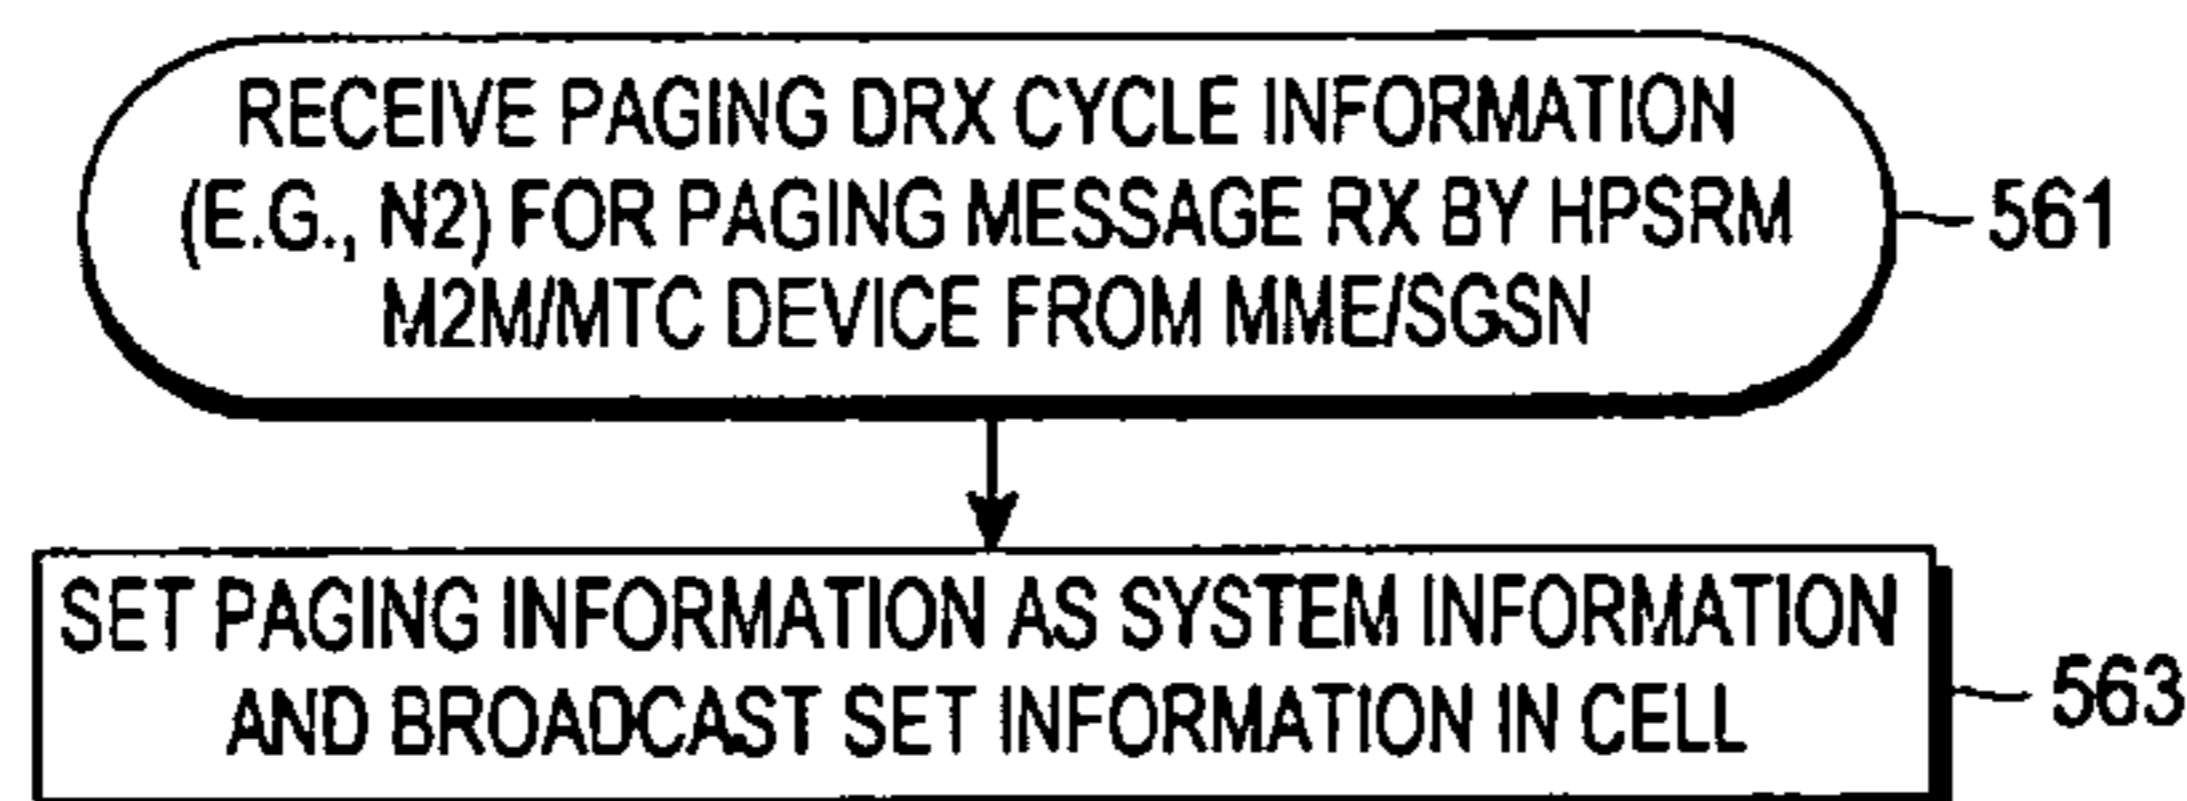 RECEIVE PAGING DRX CYCLE INFORMATION
(E.G., N2) FOR PAGING MESSAGE RX BY HPSRM
M2M/MTC DEVICE FROM MME/SGSN
561
SET PAGING INFORMATION AS SYSTEM INFORMATION
AND BROADCAST SET INFORMATION IN CELL
563